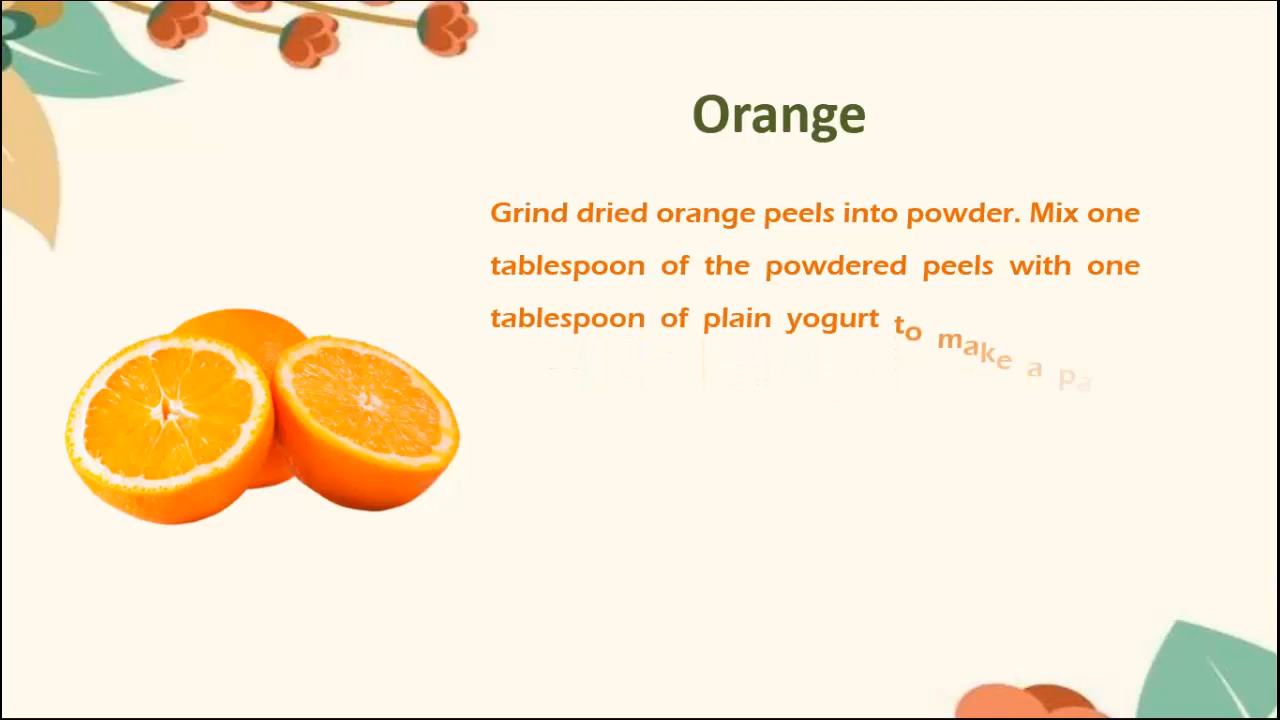 Orange
Grind dried orange peels into powder. Mix one
tablespoon of the powdered peels with one
tablespoon of plain yogurt to make a pa